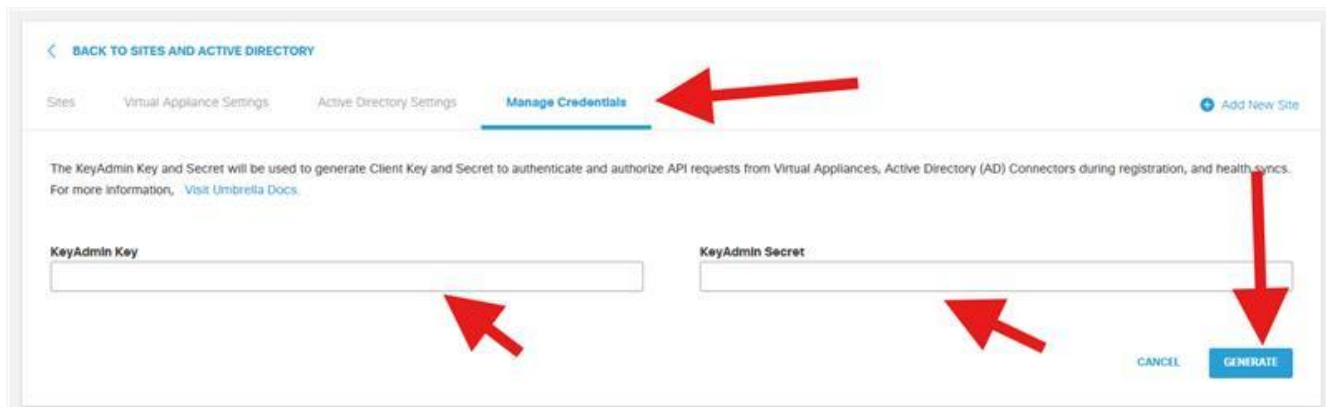 BACK TO SITES AND ACTIVE DIRECTORY
Sites Virtual Appliance Settings Active Directory Settings Manage Credentials Add New Site
The KeyAdmin Key and Secret will be used to generate Client Key and Secret to authenticate and authorize API requests from Virtual Appliances, Active Directory (AD) Connectors during registration, and health syncs.
For more information, Visit Umbrella Docs.
KeyAdmin Key KeyAdmin Secret
CANCEL GENERATE